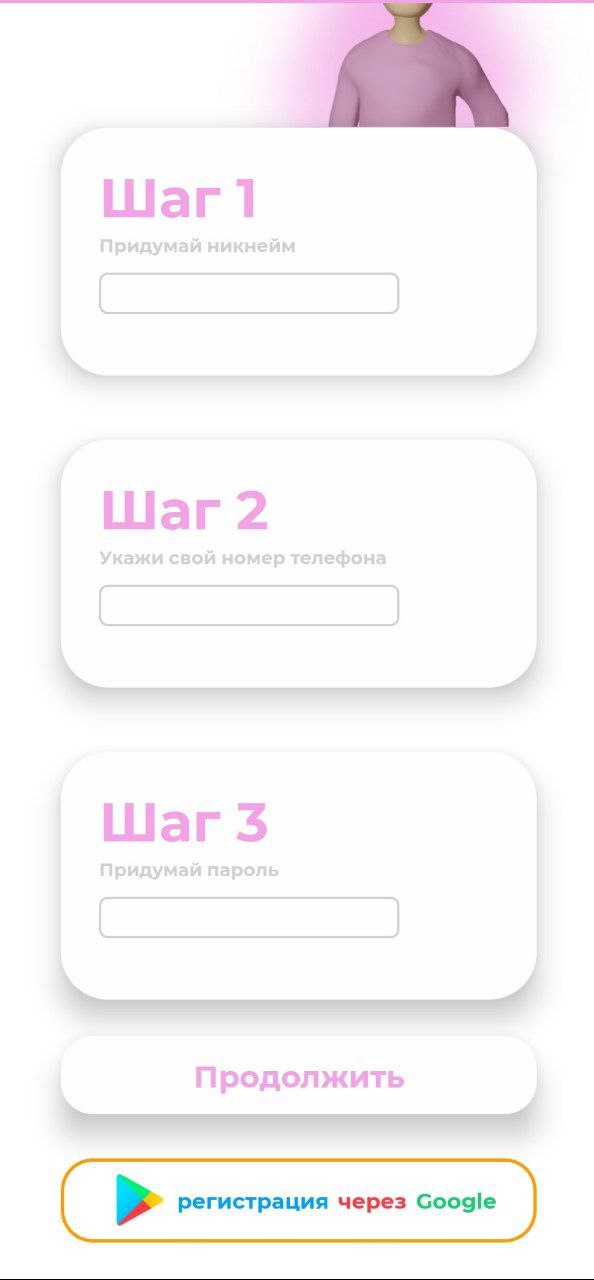 Шаг 1
Придумай никнейм
Шаг 2
Укажи свой номер телефона
Шаг 3
Придумай пароль
Продолжить
регистрация через Google